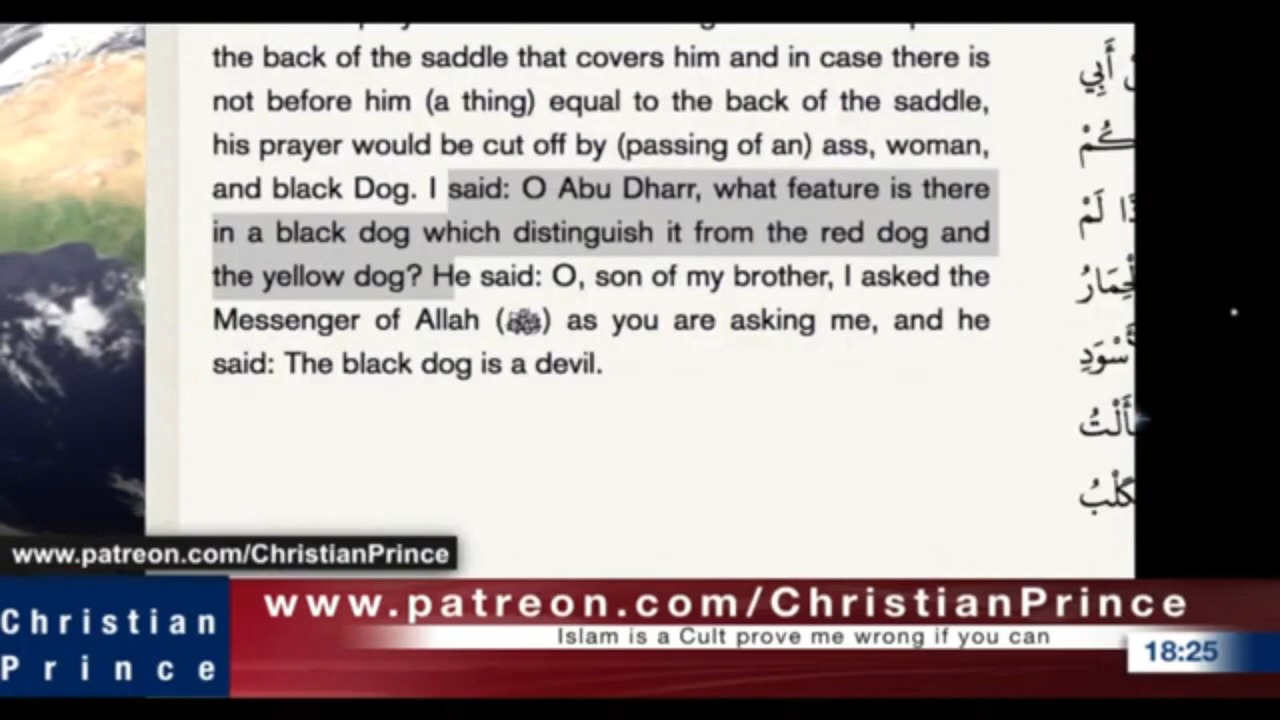 the back of the saddle that covers him and in case there is
not before him (a thing) equal to the back of the saddle,
his prayer would be cut off by (passing of an) ass, woman,
and black Dog. I said: O Abu Dharr, what feature is there
in a black dog which distinguish it from the red dog and
the yellow dog? He said: O, son of my brother, I asked the
Messenger of Allah (ﷺ) as you are asking me, and he
said: The black dog is a devil.
أَبِي
كُمْ
ذَا لَمْ
لْحِمَارُ
أَسْوَدِ
أَلْتُ
كَلْبُ
www.patreon.com/ChristianPrince
www.patreon.com/ChristianPrince
Islam is a Cult prove me wrong if you can
Christian
Prince
18:25